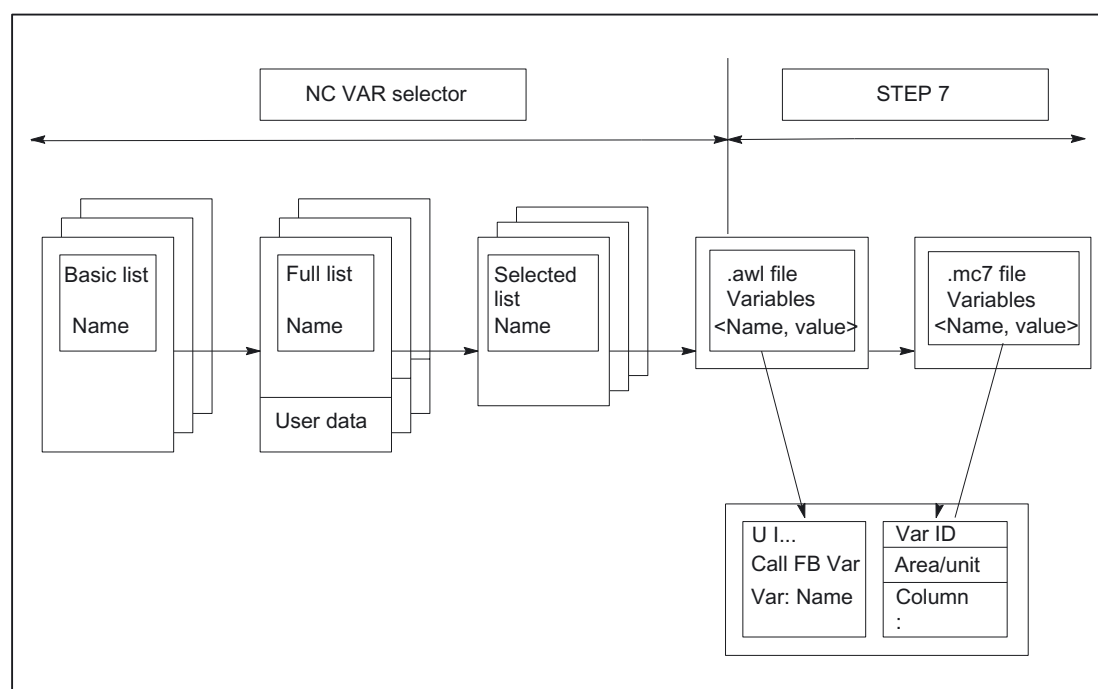 NC VAR selector
STEP 7
Basic list
Name
Full list
Name
User data
Selected
list
Name
.awl file
Variables
<Name, value>
.mc7 file
Variables
<Name, value>
U I...
Call FB Var
Var: Name
Var ID
Area/unit
Column
: